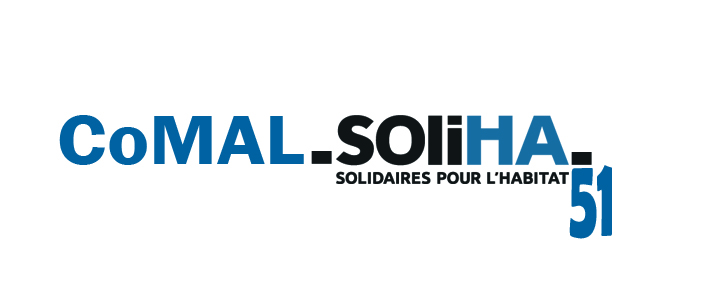 CoMAL.SOliHA.
SOLIDAIRES POUR L'HABITAT
51